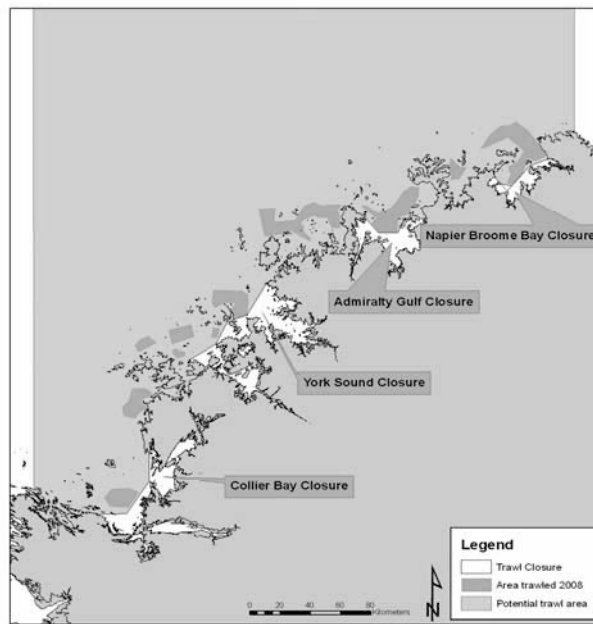 Napier Broome Bay Closure
Admiralty Gulf Closure
York Sound Closure
Collier Bay Closure
Legend
Trawl Closure
Area trawled 2008
Potential trawl area
0 20 40 60 80
Kilometers
N